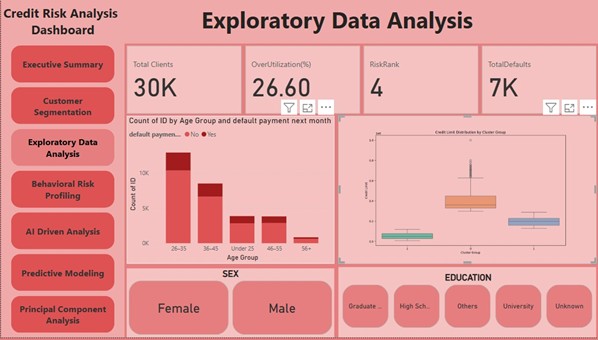 Credit Risk Analysis
Dashboard
Exploratory Data Analysis
Executive Summary
Customer
Segmentation
Exploratory Data
Analysis
Behavioral Risk
Profiling
AI Driven Analysis
Predictive Modeling
Principal Component
Analysis
Total Clients
30K
OverUtilization(%)
26.60
RiskRank
4
TotalDefaults
7K
Count of ID by Age Group and default payment next month
default paymen... No Yes
Count of ID
10K
5K
0K
26-35
36-45
Under 25
46-55
56+
Age Group
Credit Limit Distribution by Cluster Group
Cluster Group
SEX
Female
Male
EDUCATION
Graduate ..
High Sch..
Others
University
Unknown